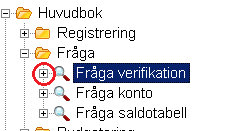 Huvudbok
Registrering
Fråga
Fråga verifikation
Fråga konto
Fråga saldotabell